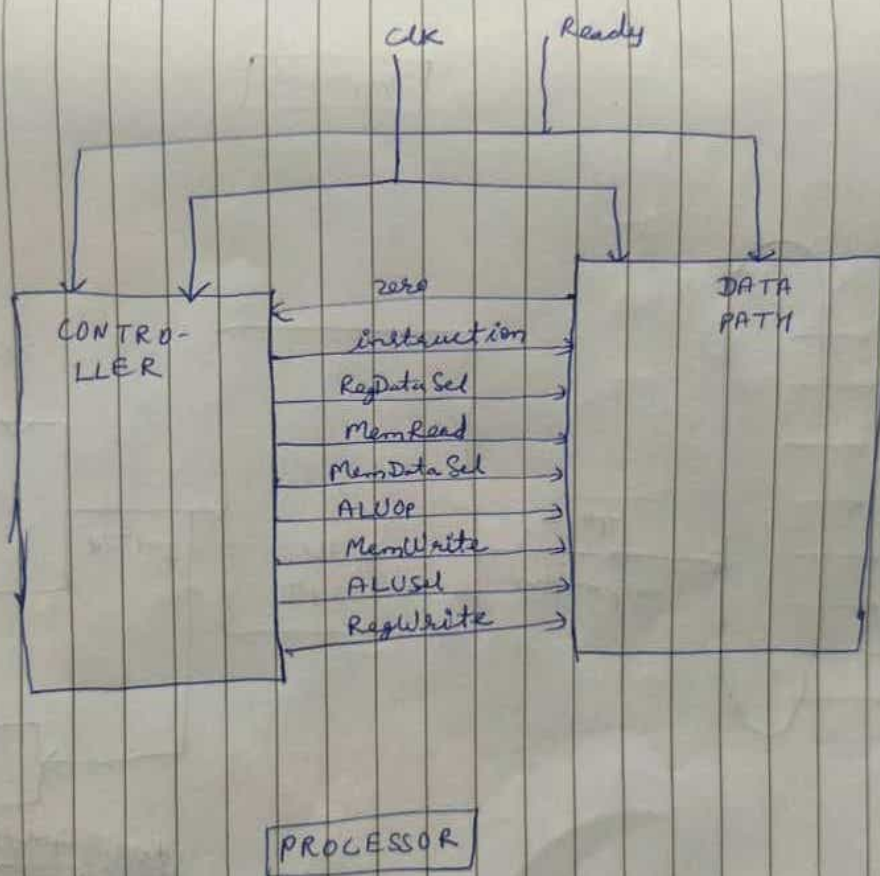 Clk
Ready
CONTRO-
LLER
zero
instruction
RegDataSel
MemRead
MemDataSel
ALUOp
MemWrite
ALUSel
RegWrite
DATA
PATH
PROCESSOR